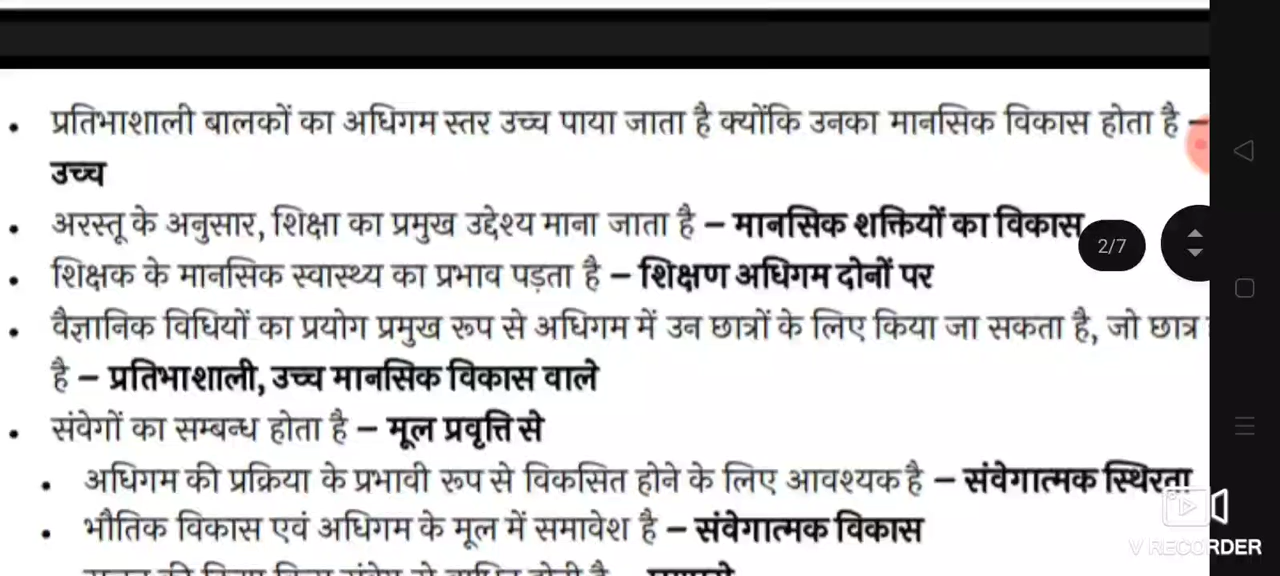 • प्रतिभाशाली बालकों का अधिगम स्तर उच्च पाया जाता है क्योंकि उनका मानसिक विकास होता है –
उच्च
• अरस्तू के अनुसार, शिक्षा का प्रमुख उद्देश्य माना जाता है – मानसिक शक्तियों का विकास
2/7
• शिक्षक के मानसिक स्वास्थ्य का प्रभाव पड़ता है – शिक्षण अधिगम दोनों पर
• वैज्ञानिक विधियों का प्रयोग प्रमुख रूप से अधिगम में उन छात्रों के लिए किया जा सकता है, जो छात्र
है – प्रतिभाशाली, उच्च मानसिक विकास वाले
• संवेगों का सम्बन्ध होता है – मूल प्रवृत्ति से
• अधिगम की प्रक्रिया के प्रभावी रूप से विकसित होने के लिए आवश्यक है – संवेगात्मक स्थिरता
• भौतिक विकास एवं अधिगम के मूल में समावेश है – संवेगात्मक विकास
V RECORDER